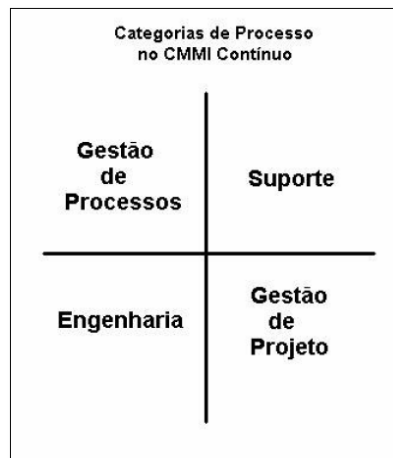 Categorias de Processo
no CMMI Contínuo
Gestão
de
Processos
Suporte
Engenharia
Gestão
de
Projeto